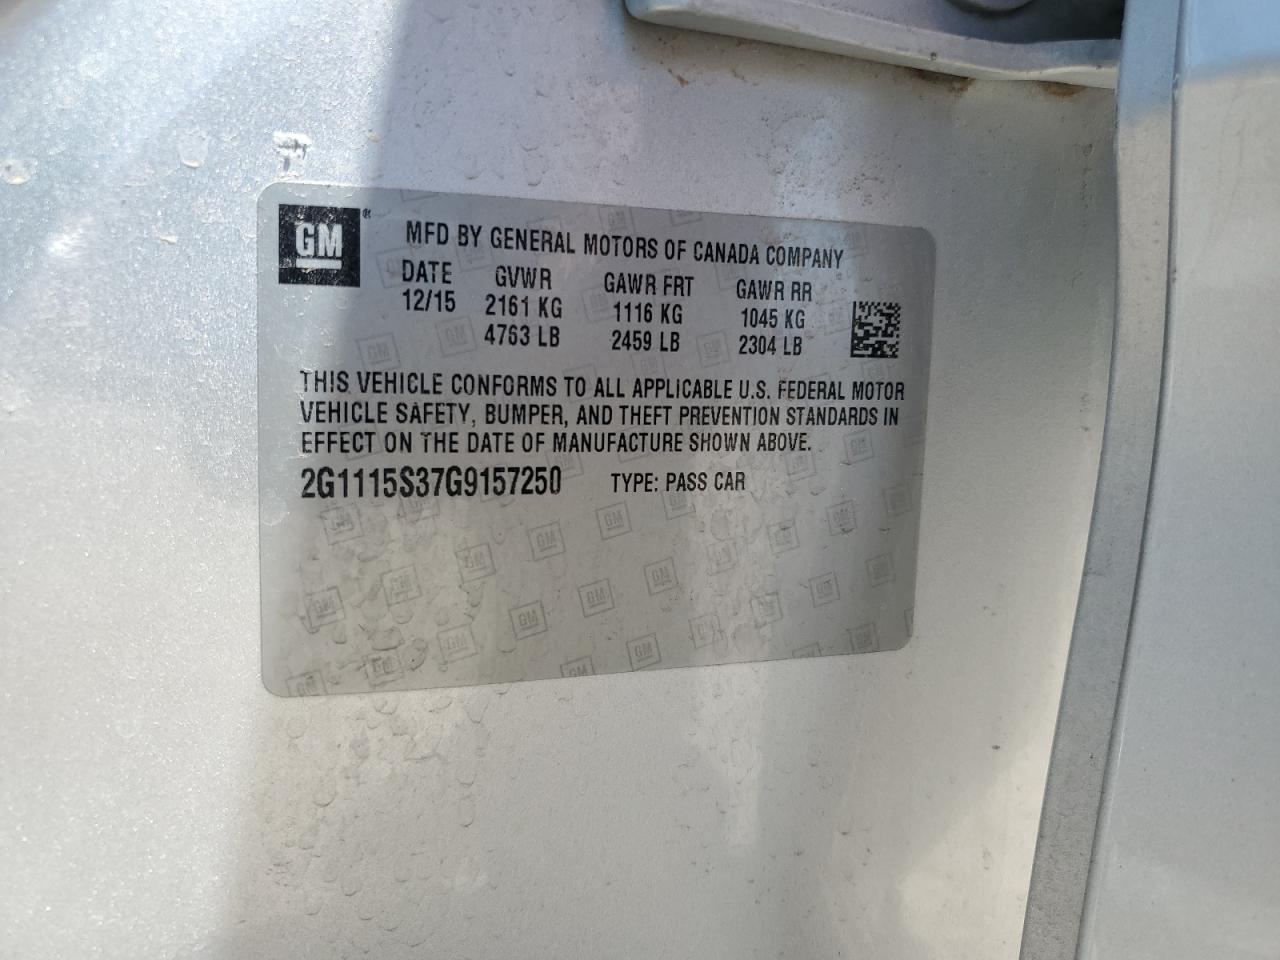 GM®
MFD BY GENERAL MOTORS OF CANADA COMPANY
DATE GVWR GAWR FRT GAWR RR
12/15 2161 KG 1116 KG 1045 KG
4763 LB 2459 LB 2304 LB
THIS VEHICLE CONFORMS TO ALL APPLICABLE U.S. FEDERAL MOTOR
VEHICLE SAFETY, BUMPER, AND THEFT PREVENTION STANDARDS IN
EFFECT ON THE DATE OF MANUFACTURE SHOWN ABOVE.
2G1115S37G9157250 TYPE: PASS CAR